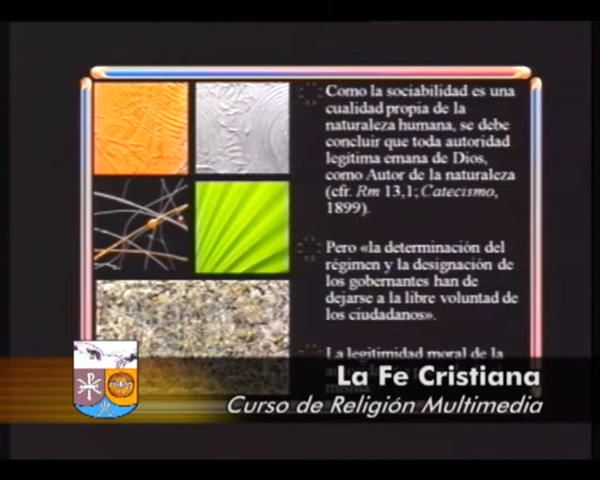 Como la sociabilidad es una
cualidad propia de la
naturaleza humana, se debe
concluir que toda autoridad
legítima emana de Dios,
como Autor de la naturaleza
(cfr. Rm 13,1; Catecismo,
1899).
Pero «la determinación del
régimen y la designación de
los gobernantes han de
dejarse a la libre voluntad de
los ciudadanos».
La legitimidad moral de la
La Fe Cristiana
Curso de Religión Multimedia